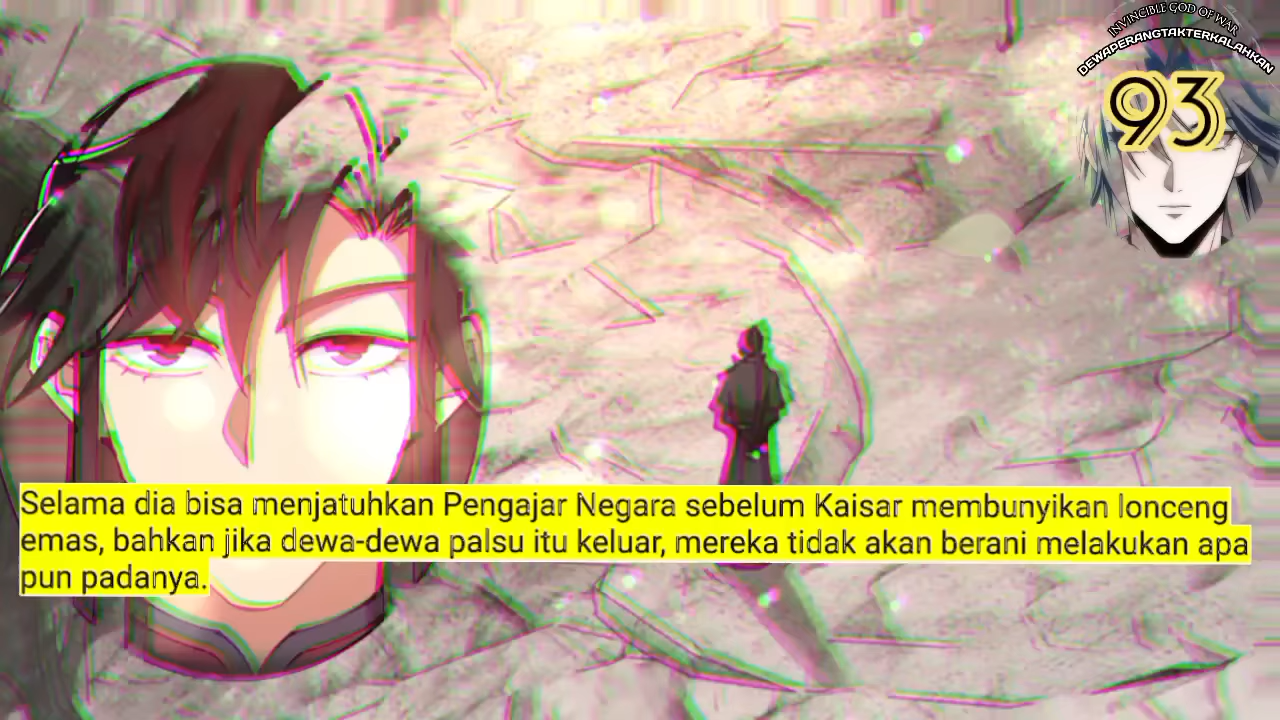 INVINCIBLE GOD OF WAR
DEWAPERANGTAKTERKALAHKAN
93
Selama dia bisa menjatuhkan Pengajar Negara sebelum Kaisar membunyikan lonceng
emas, bahkan jika dewa-dewa palsu itu keluar, mereka tidak akan berani melakukan apa
pun padanya.